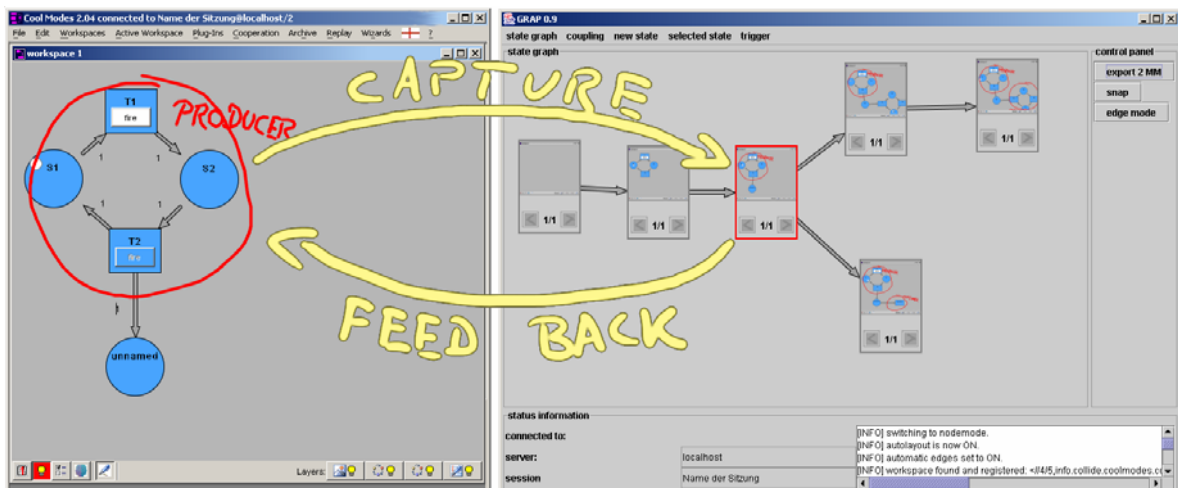 Cool Modes 2.04 connected to Name der Sitzung@localhost/2
File Edit Workspaces Active Workspace Plug-Ins Cooperation Archive Replay Wizards ?
workspace 1
T1
fire
PRODUCER
S1
S2
1
1
1
1
T2
fire
unnamed
Layers:
CAPTURE
FEED BACK
GRAP 0.9
state graph coupling new state selected state trigger
state graph
control panel
export 2 MM
snap
edge mode
1/1
1/1
1/1
1/1
1/1
1/1
status information
connected to:
server:
localhost
session
Name der Sitzung
[INFO] switching to nodemode.
[INFO] autolayout is now ON.
[INFO] automatic edges set to ON.
[INFO] workspace found and registered: <//4/5,info.collide.coolmodes.c